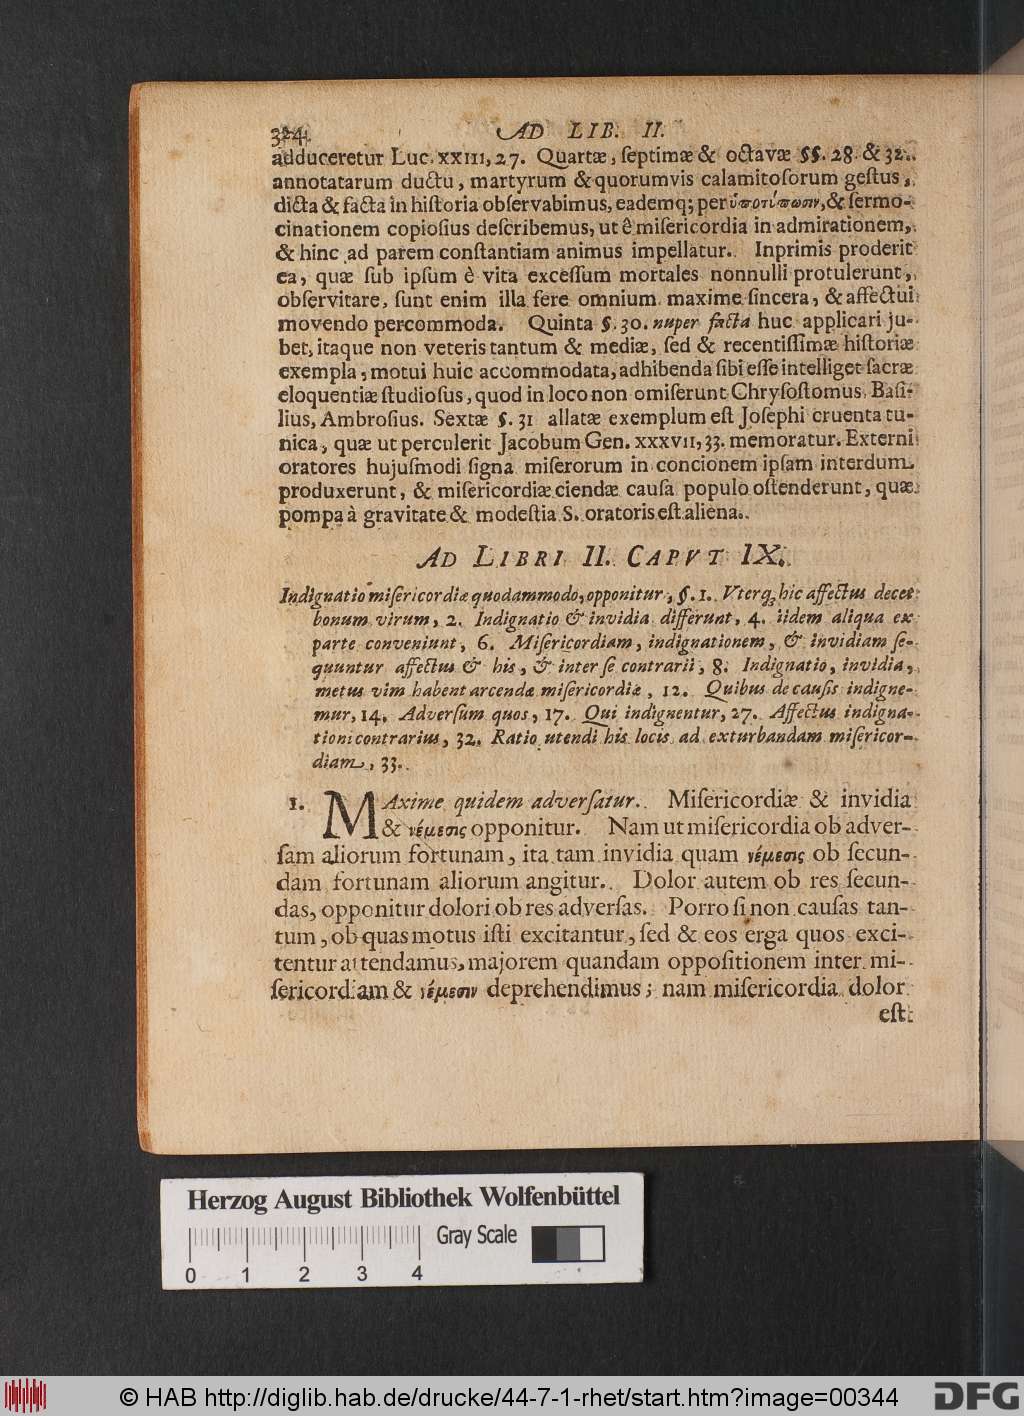 324 AD LIB. II.
adduceretur Luc. XXIII, 27. Quartæ, ſeptimæ & octavæ §§. 28. & 32.
annotatarum ductu, martyrum & quorumvis calamitoſorum geſtus,
dicta & facta in hiſtoria obſervabimus, eademq; per ὑποτύπωσιν, & ſermo-
cinationem copioſius deſcribemus, ut ê miſericordia in admirationem,
& hinc ad parem conſtantiam animus impellatur. Inprimis proderit
ea, quæ ſub ipſum è vita exceſſum mortales nonnulli protulerunt,
obſervitare, ſunt enim illa fere omnium maxime ſincera, & affectui
movendo percommoda. Quinta §. 30. nuper facta huc applicari ju-
bet, itaque non veteris tantum & mediæ, ſed & recentiſſimæ hiſtoriæ
exempla, motui huic accommodata, adhibenda ſibi eſſe intelliget ſacræ
eloquentiæ ſtudioſus, quod in loco non omiſerunt Chryſoſtomus, Baſi-
lius, Ambroſius. Sextæ §. 31 allatæ exemplum eſt Joſephi cruenta tu-
nica, quæ ut perculerit Jacobum Gen. XXXVII, 33. memoratur. Externi
oratores hujuſmodi ſigna miſerorum in concionem ipſam interdum
produxerunt, & miſericordiæ ciendæ cauſa populo oſtenderunt, quæ
pompa à gravitate & modeſtia S. oratoris eſt aliena.
AD LIBRI II. CAPVT IX.
Indignatio miſericordiæ quodammodo, opponitur, §. 1. Vterq; hic affectus decet
bonum virum, 2. Indignatio & invidia differunt, 4. iidem aliqua ex
parte conveniunt, 6. Miſericordiam, indignationem, & invidiam ſe-
quuntur affectus & his, & inter ſe contrarii, 8. Indignatio, invidia,
metus vim habent arcendæ miſericordiæ, 12. Quibus de cauſis indigne-
mur, 14. Adverſum quos, 17. Qui indignentur, 27. Affectus indigna-
tioni contrarius, 32. Ratio utendi his locis ad exturbandam miſericor-
diam, 33.
1. MAxime quidem adverſatur. Miſericordiæ & invidia
& νέμεσις opponitur. Nam ut miſericordia ob adver-
ſam aliorum fortunam, ita tam invidia quam νέμεσις ob ſecun-
dam fortunam aliorum angitur. Dolor autem ob res ſecun-
das, opponitur dolori ob res adverſas. Porro ſi non cauſas tan-
tum, ob quas motus iſti excitantur, ſed & eos erga quos exci-
tentur attendamus, majorem quandam oppoſitionem inter mi-
ſericordiam & νέμεσιν deprehendimus; nam miſericordia dolor
eſt
Herzog August Bibliothek Wolfenbüttel
Gray Scale
0 1 2 3 4
© HAB http://diglib.hab.de/drucke/44-7-1-rhet/start.htm?image=00344
DFG